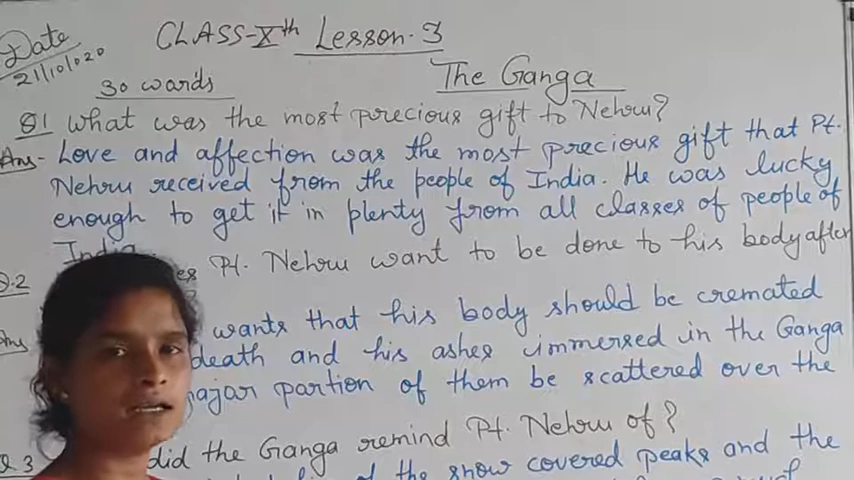 Date CLASS-Xth Lesson-3
21/10/2020
30 words The Ganga
Q1 What was the most precious gift to Nehru?
Ans- Love and affection was the most precious gift that Pt.
Nehru received from the people of India. He was lucky
enough to get it in plenty from all classes of people of
India
Q.2 Pt. Nehru want to be done to his body after
Ans wants that his body should be cremated
death and his ashes immersed in the Ganga
majar partion of them be scattered over the
Q 3 did the Ganga remind Pt. Nehru of?
of the snow covered peaks and the